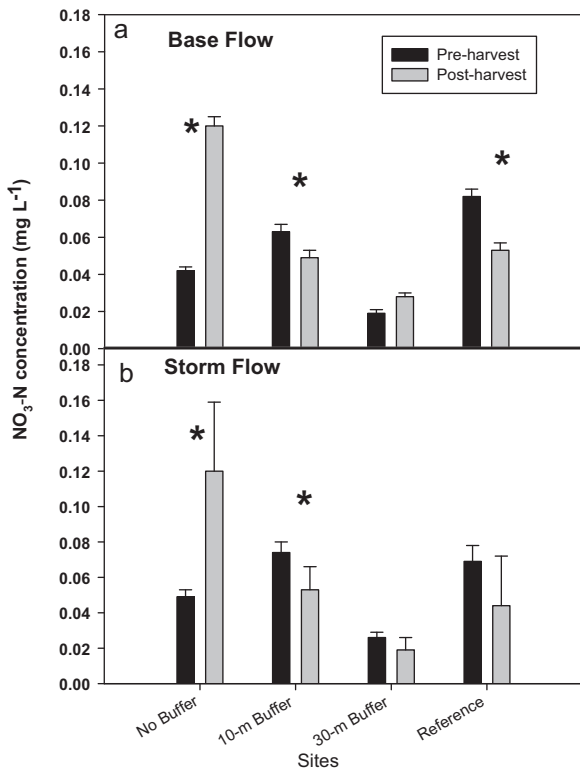 a
Base Flow
Pre-harvest
Post-harvest
0.18
0.16
0.14
0.12
0.10
0.08
0.06
0.04
0.02
0.00
*
*
*
NO3-N concentration (mg L-1)
b
Storm Flow
0.18
0.16
0.14
0.12
0.10
0.08
0.06
0.04
0.02
0.00
*
*
No Buffer
10-m Buffer
30-m Buffer
Reference
Sites